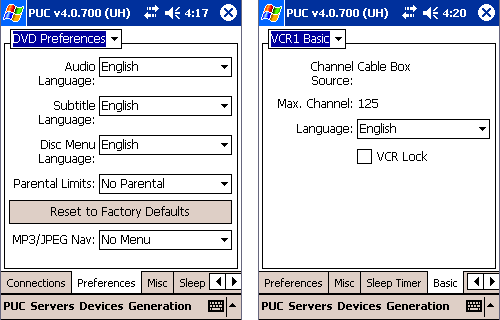 PUC v4.0.700 (UH) 4:17
DVD Preferences
Audio Language: English
Subtitle Language: English
Disc Menu Language: English
Parental Limits: No Parental
Reset to Factory Defaults
MP3/JPEG Nav: No Menu
Connections Preferences Misc Sleep
PUC Servers Devices Generation
PUC v4.0.700 (UH) 4:20
VCR1 Basic
Channel Source: Cable Box
Max. Channel: 125
Language: English
VCR Lock
Preferences Misc Sleep Timer Basic
PUC Servers Devices Generation